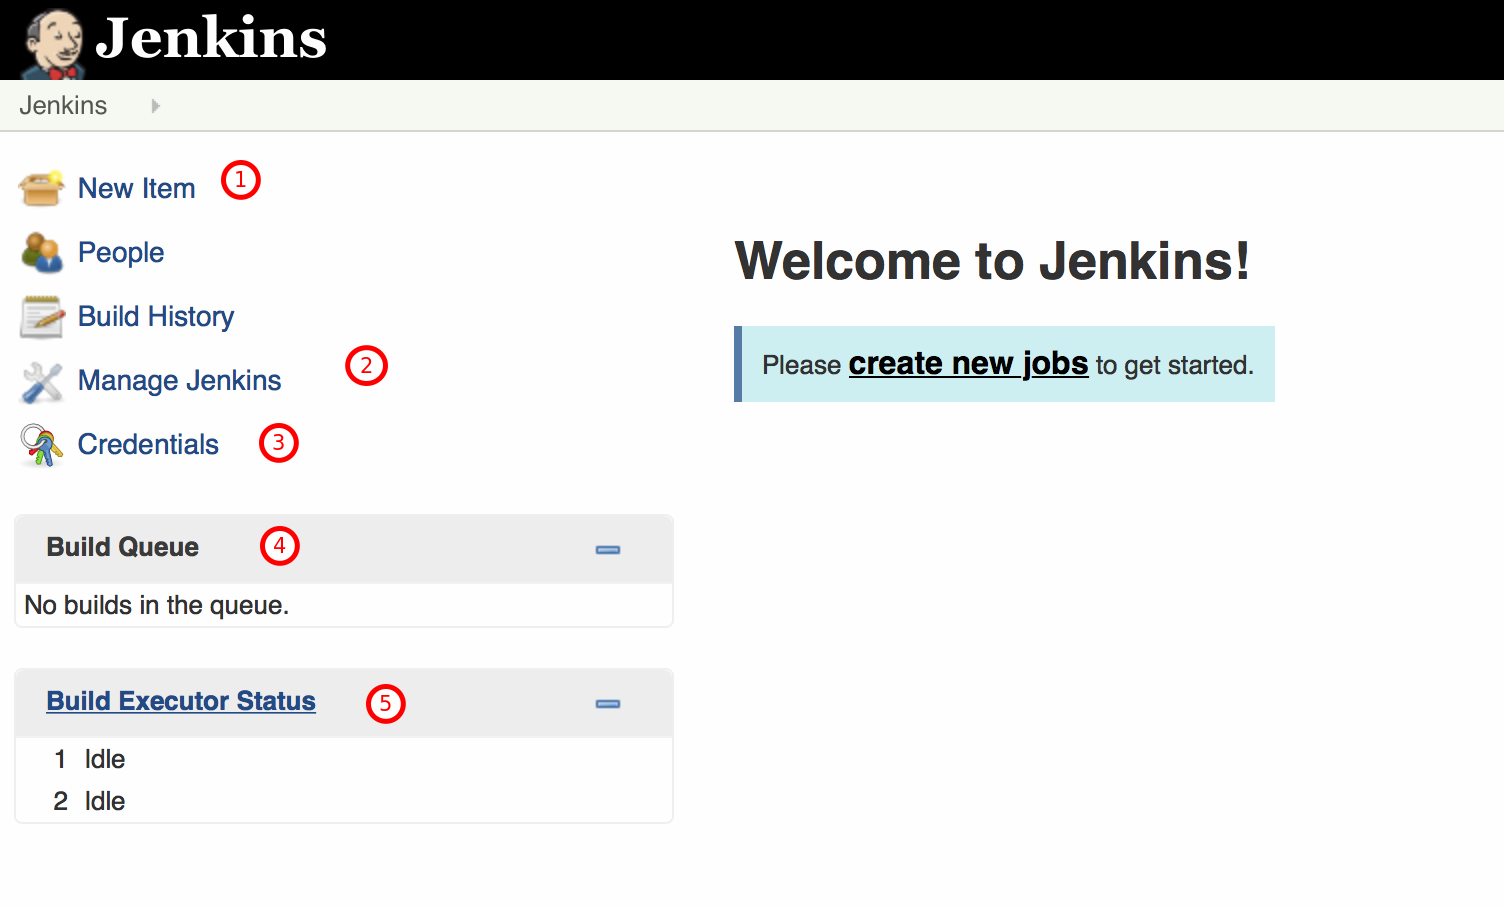 Jenkins
Jenkins
New Item 1
People
Build History
Manage Jenkins 2
Credentials 3
Build Queue 4
No builds in the queue.
Build Executor Status 5
1 Idle
2 Idle
Welcome to Jenkins!
Please create new jobs to get started.